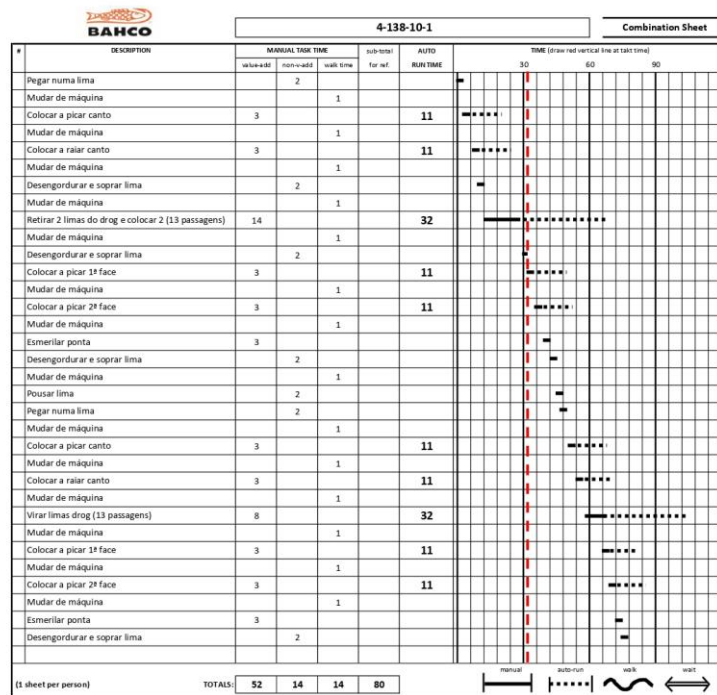 BAHCO
4-138-10-1
Combination Sheet
# DESCRIPTION MANUAL TASK TIME sub-total AUTO TIME (draw red vertical line at takt time)
value-add non-v-add walk time for ref. RUN TIME 30 60 90
Pegar numa lima 2
Mudar de máquina 1
Colocar a picar canto 3 11
Mudar de máquina 1
Colocar a raiar canto 3 11
Mudar de máquina 1
Desengordurar e soprar lima 2
Mudar de máquina 1
Retirar 2 limas do drog e colocar 2 (13 passagens) 14 32
Mudar de máquina 1
Desengordurar e soprar lima 2
Colocar a picar 1ª face 3 11
Mudar de máquina 1
Colocar a picar 2ª face 3 11
Mudar de máquina 1
Esmerilar ponta 3
Desengordurar e soprar lima 2
Mudar de máquina 1
Pousar lima 2
Pegar numa lima 2
Mudar de máquina 1
Colocar a picar canto 3 11
Mudar de máquina 1
Colocar a raiar canto 3 11
Mudar de máquina 1
Virar limas drog (13 passagens) 8 32
Mudar de máquina 1
Colocar a picar 1ª face 3 11
Mudar de máquina 1
Colocar a picar 2ª face 3 11
Mudar de máquina 1
Esmerilar ponta 3
Desengordurar e soprar lima 2
manual auto-run walk wait
(1 sheet per person) TOTALS: 52 14 14 80